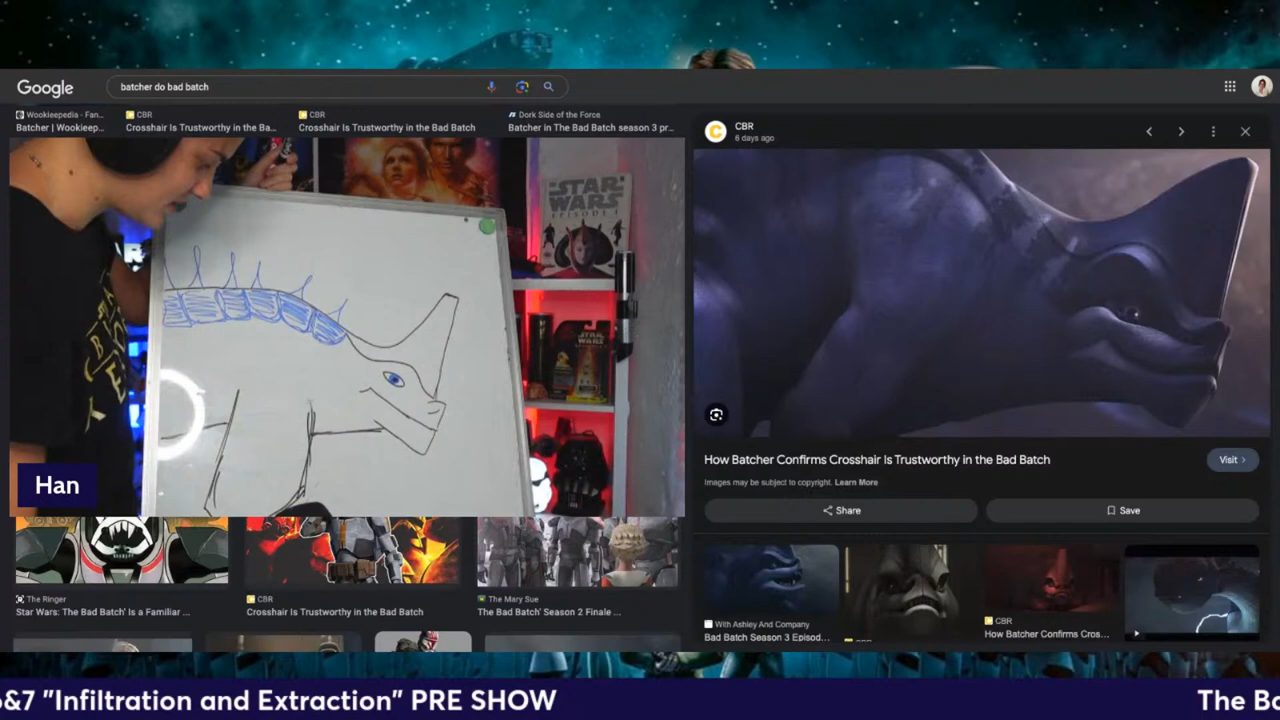 Google
batcher do bad batch
Wookieepedia - Fan...
Batcher | Wookieep...
CBR
Crosshair Is Trustworthy in the Ba...
CBR
Crosshair Is Trustworthy in the Bad Batch
Dork Side of the Force
Batcher in The Bad Batch season 3 pr...
CBR
6 days ago
STAR
WARS
EPISODE I
STAR
WARS
Han
How Batcher Confirms Crosshair Is Trustworthy in the Bad Batch
Visit
Images may be subject to copyright. Learn More
Share
Save
The Ringer
Star Wars: The Bad Batch' Is a Familiar ...
CBR
Crosshair Is Trustworthy in the Bad Batch
The Mary Sue
The Bad Batch' Season 2 Finale ...
With Ashley And Company
Bad Batch Season 3 Episod...
CBR
How Batcher Confirms Cros...
&7 "Infiltration and Extraction" PRE SHOW
The Ba